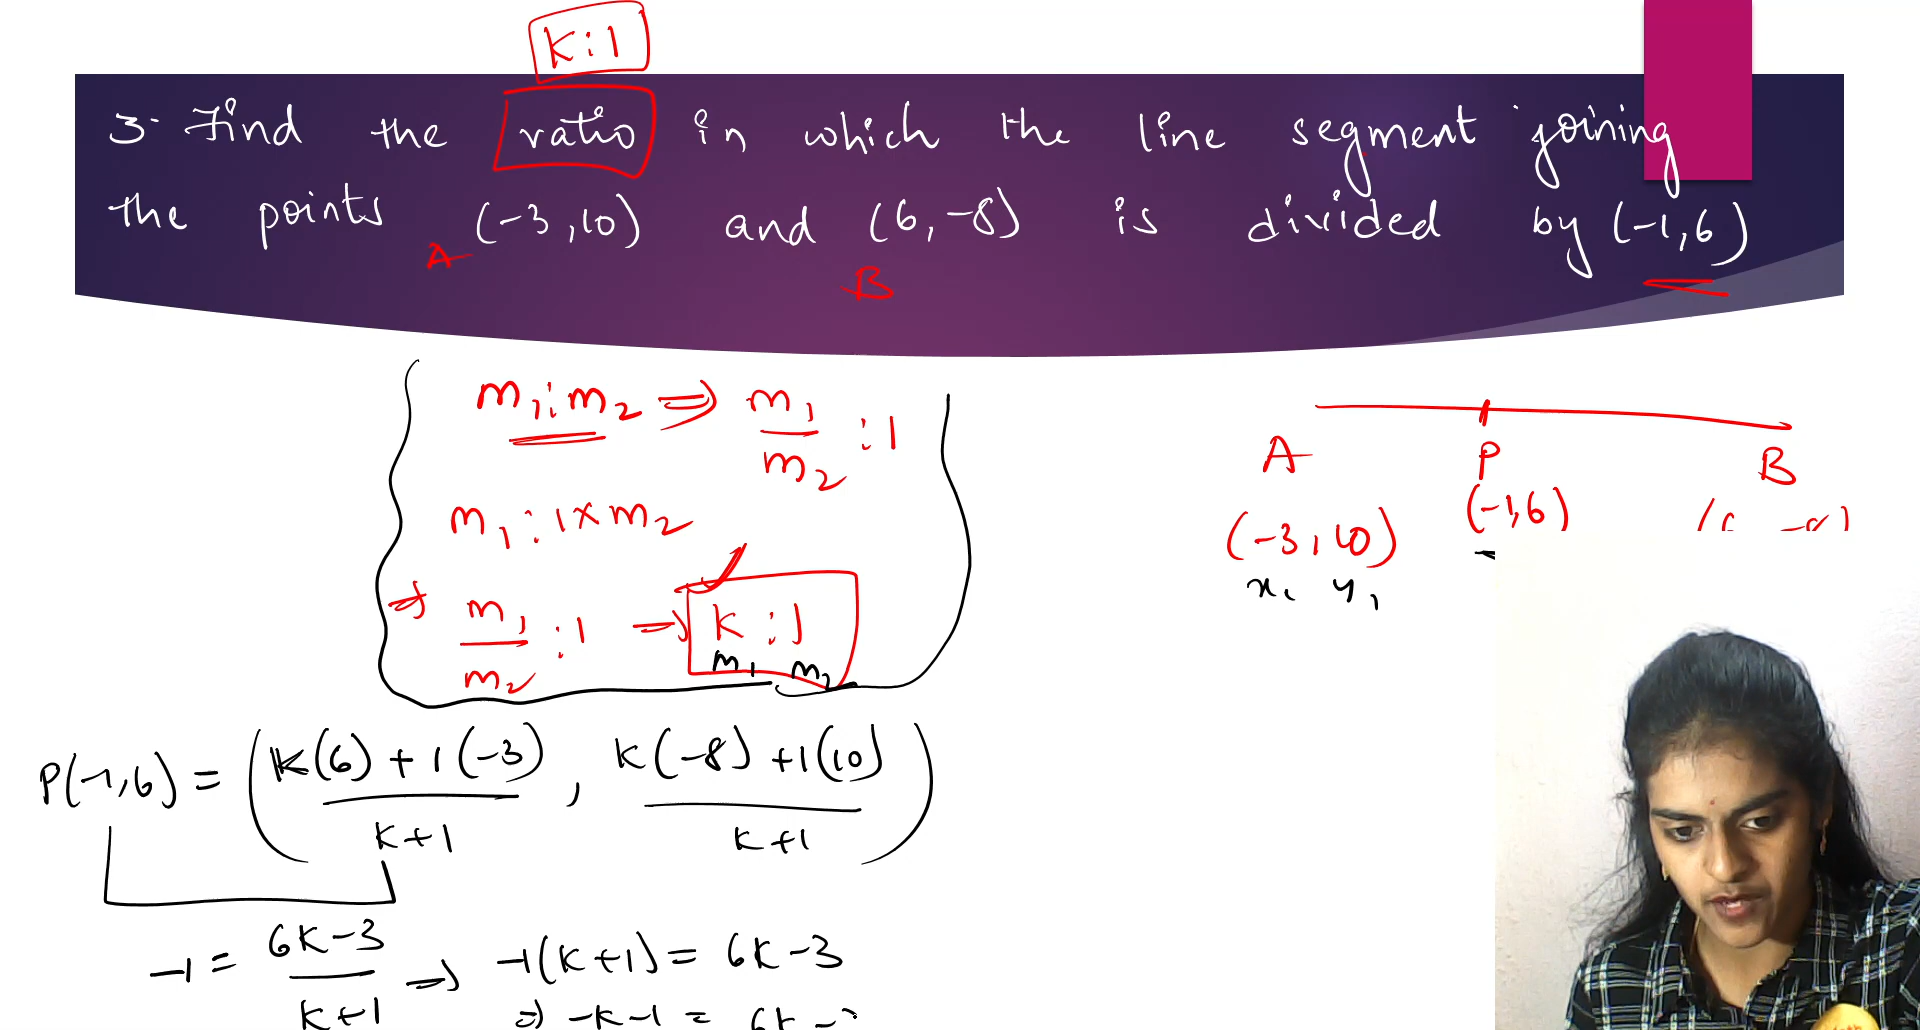 K:1
3. Find the ratio in which the line segment joining
the points (-3,10) and (6,-8) is divided by (-1,6)
A B
m₁:m₂ ⇒ m₁/m₂ :1
m₁:1×m₂
⇒ m₁/m₂ :1 → k:1
m₁ m₂
A P B
(-1,6)
(-3,10)
x₁ y₁
P(-1,6) = (K(6)+1(-3)/K+1, K(-8)+1(10)/K+1)
-1 = 6K-3/K+1 ⇒ -1(K+1) = 6K-3
⇒ -K-1 = 6K-